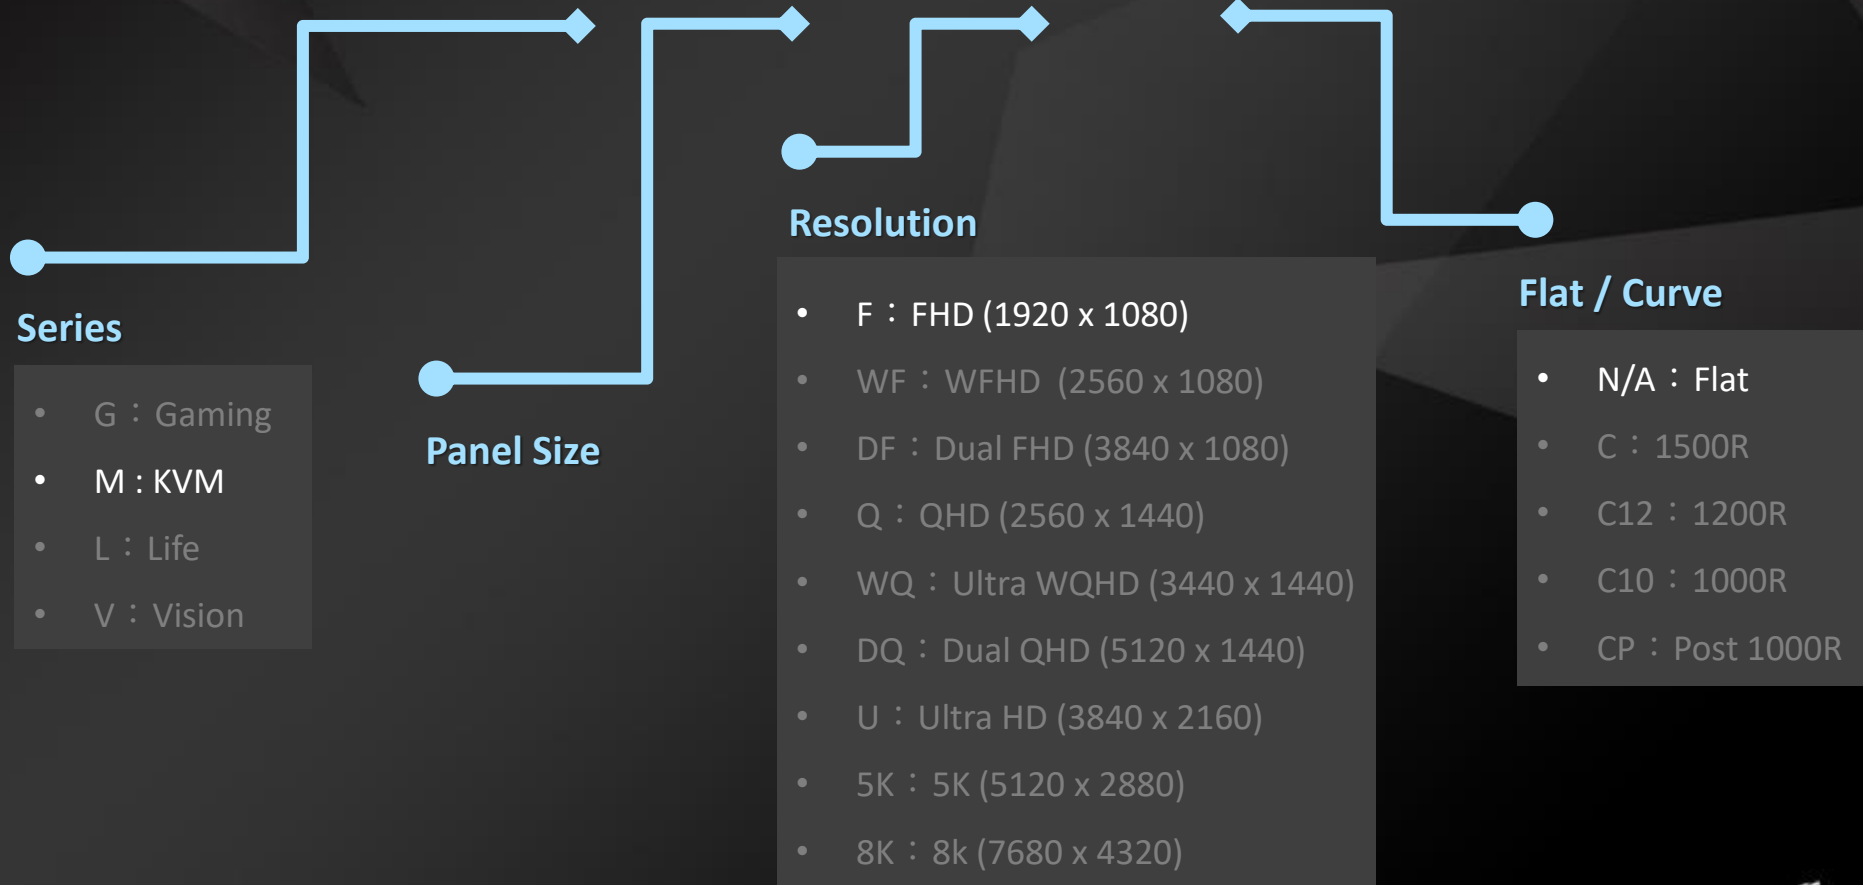 Series
• G：Gaming
• M : KVM
• L：Life
• V：Vision
Panel Size
Resolution
• F：FHD (1920 x 1080)
• WF：WFHD (2560 x 1080)
• DF：Dual FHD (3840 x 1080)
• Q：QHD (2560 x 1440)
• WQ：Ultra WQHD (3440 x 1440)
• DQ：Dual QHD (5120 x 1440)
• U：Ultra HD (3840 x 2160)
• 5K：5K (5120 x 2880)
• 8K：8k (7680 x 4320)
Flat / Curve
• N/A：Flat
• C：1500R
• C12：1200R
• C10：1000R
• CP：Post 1000R